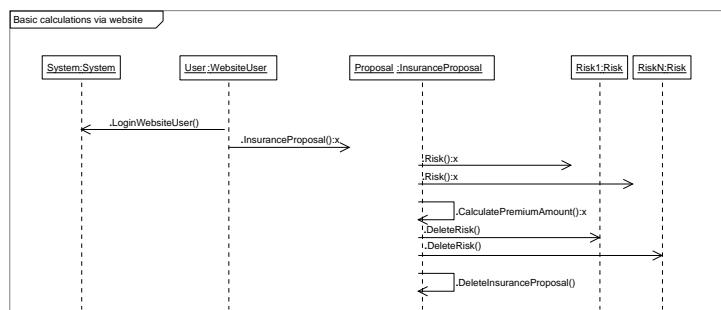 Basic calculations via website
System:System
User:WebsiteUser
Proposal :InsuranceProposal
Risk1:Risk
RiskN:Risk
.LoginWebsiteUser()
.InsuranceProposal():x
.Risk():x
.Risk():x
.CalculatePremiumAmount():x
.DeleteRisk()
.DeleteRisk()
.DeleteInsuranceProposal()